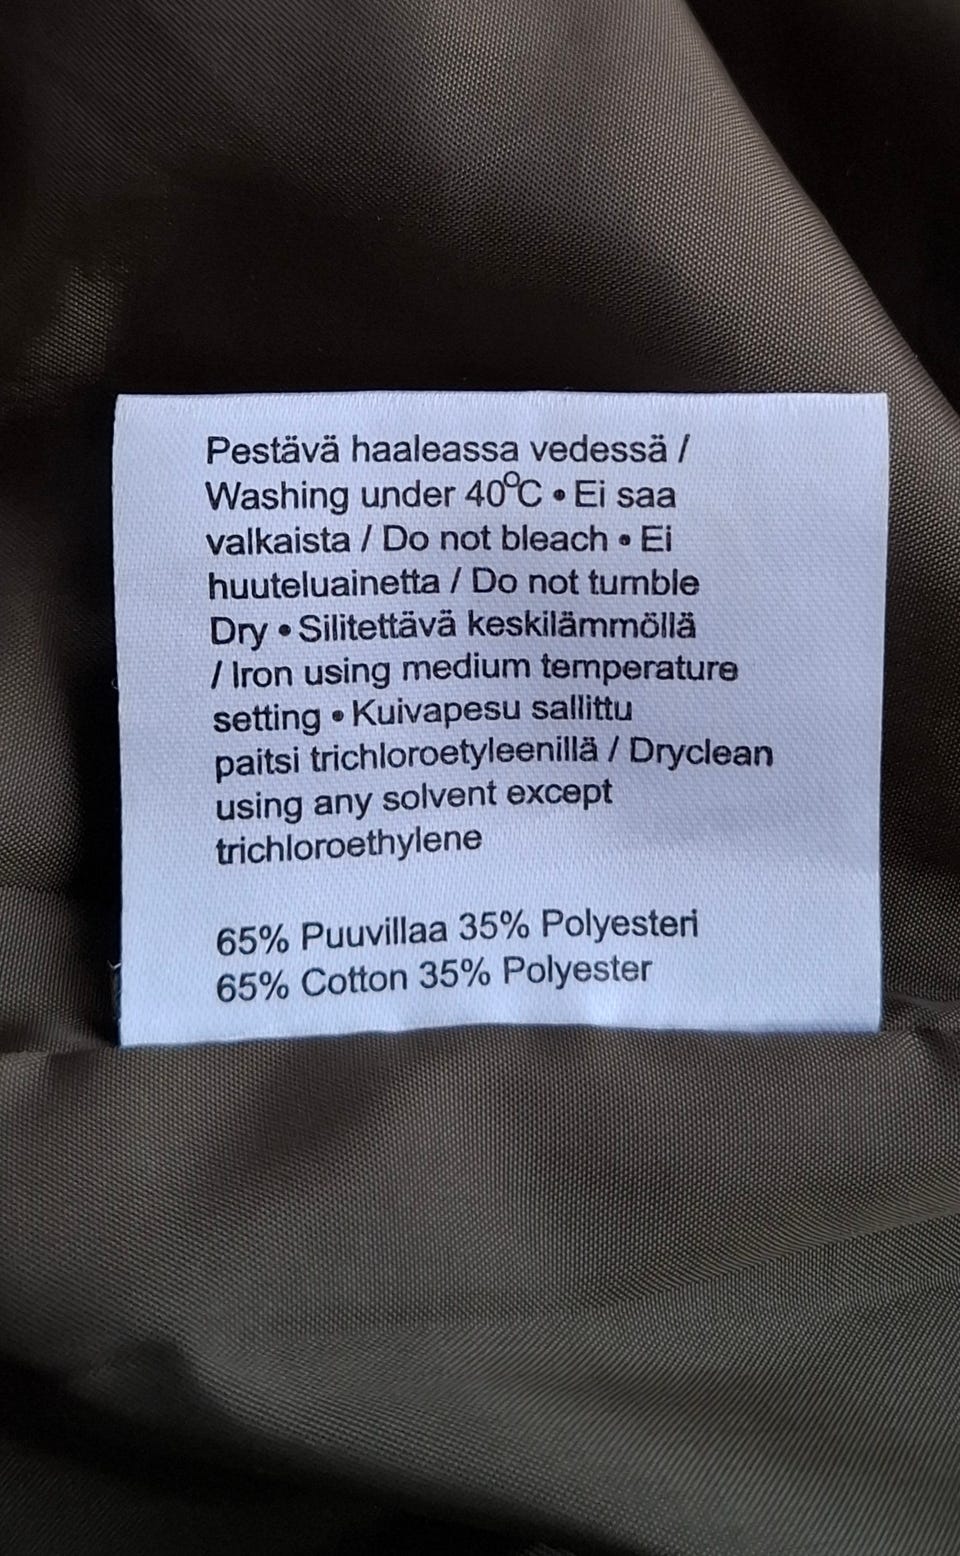 Pestävä haaleassa vedessä /
Washing under 40°C • Ei saa
valkaista / Do not bleach • Ei
huuteluainetta / Do not tumble
Dry • Silitettävä keskilämmöllä
/ Iron using medium temperature
setting • Kuivapesu sallittu
paitsi trichloroetyleenillä / Dryclean
using any solvent except
trichloroethylene
65% Puuvillaa 35% Polyesteri
65% Cotton 35% Polyester